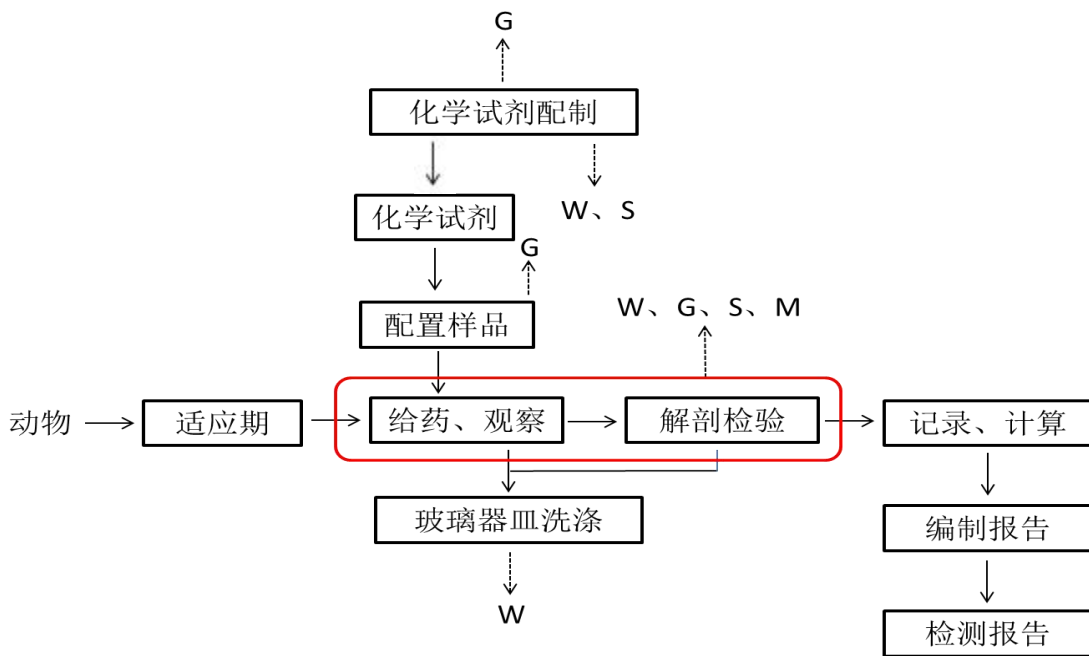 G
化学试剂配制
W、S
化学试剂
G
配置样品
W、G、S、M
动物
适应期
给药、观察
解剖检验
记录、计算
玻璃器皿洗涤
编制报告
W
检测报告